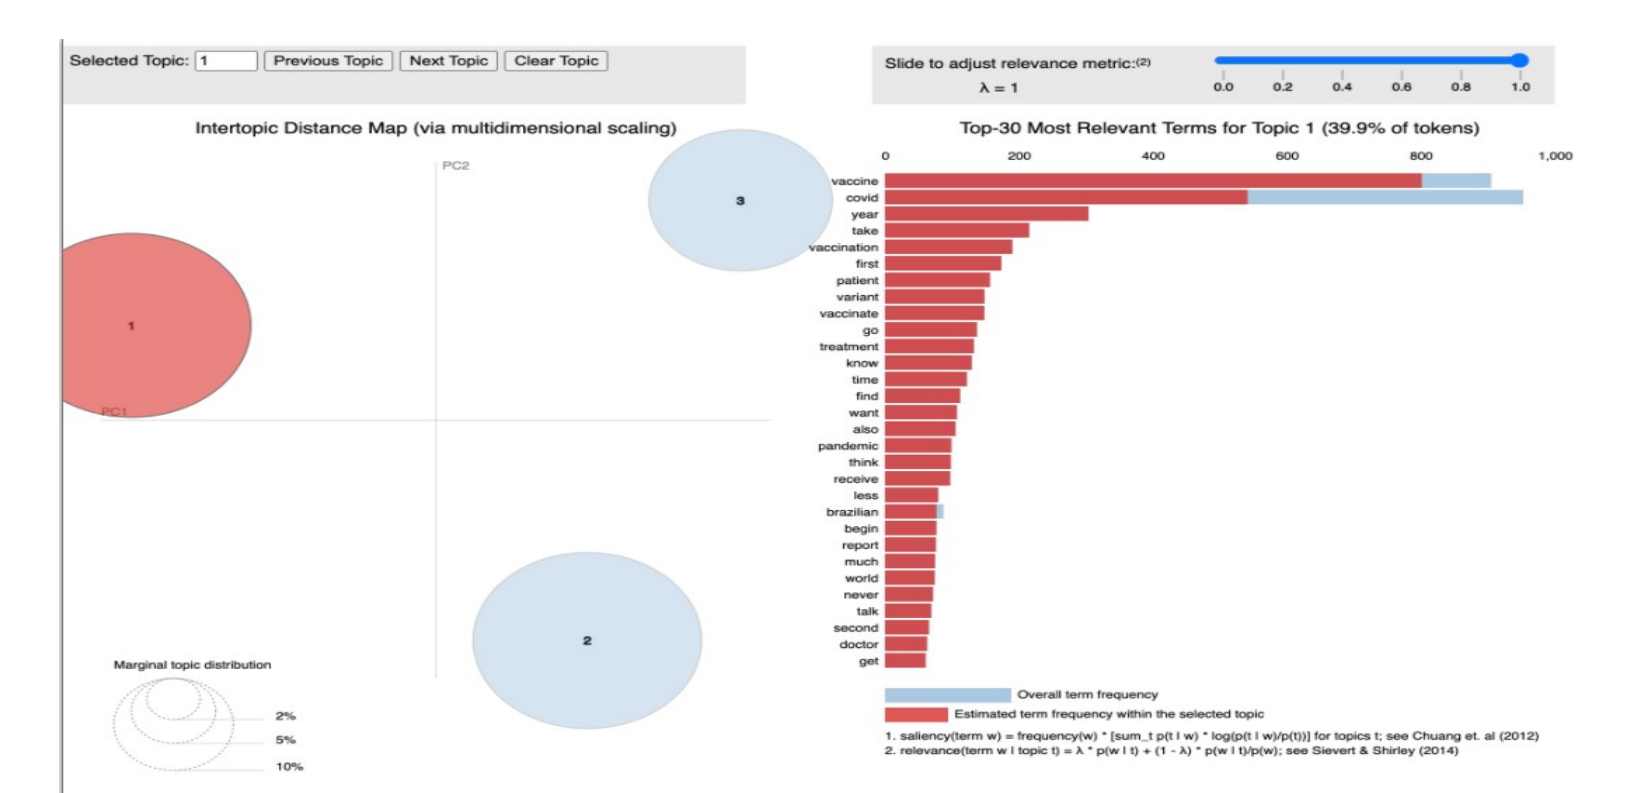 Selected Topic: 1 Previous Topic Next Topic Clear Topic
Slide to adjust relevance metric:(2)
λ = 1
0.0 0.2 0.4 0.6 0.8 1.0
Intertopic Distance Map (via multidimensional scaling)
PC2
3
1
PC1
2
Marginal topic distribution
2%
5%
10%
Top-30 Most Relevant Terms for Topic 1 (39.9% of tokens)
0 200 400 600 800 1,000
vaccine
covid
year
take
vaccination
first
patient
variant
vaccinate
go
treatment
know
time
find
want
also
pandemic
think
receive
less
brazilian
begin
report
much
world
never
talk
second
doctor
get
Overall term frequency
Estimated term frequency within the selected topic
1. saliency(term w) = frequency(w) * [sum_t p(t | w) * log(p(t | w)/p(t))] for topics t; see Chuang et. al (2012)
2. relevance(term w | topic t) = λ * p(w | t) + (1 - λ) * p(w | t)/p(w); see Sievert & Shirley (2014)